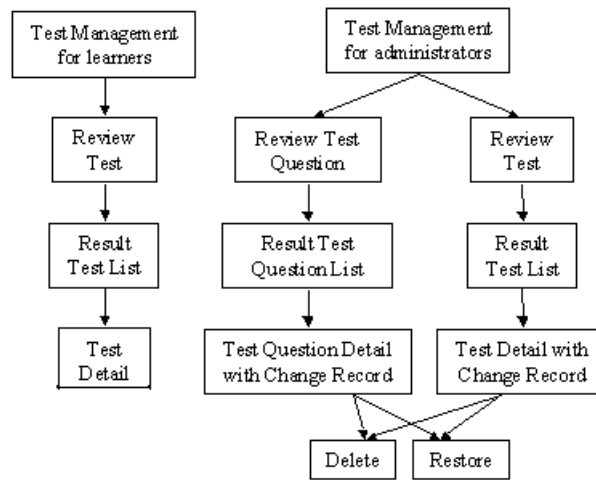 Test Management
for learners
Test Management
for administrators
Review
Test
Review Test
Question
Review
Test
Result
Test List
Result Test
Question List
Result
Test List
Test
Detail
Test Question Detail
with Change Record
Test Detail with
Change Record
Delete
Restore